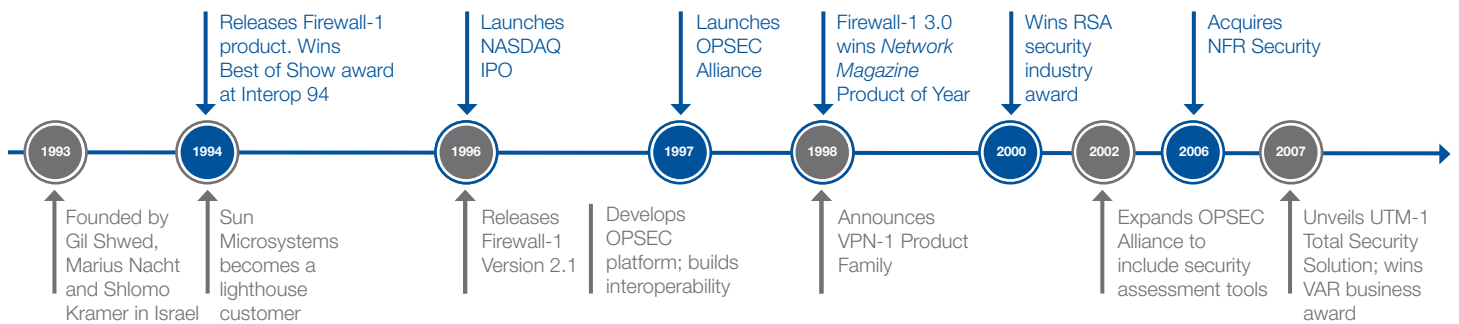 Releases Firewall-1
product. Wins
Best of Show award
at Interop 94
Launches
NASDAQ
IPO
Launches
OPSEC
Alliance
Firewall-1 3.0
wins Network
Magazine
Product of Year
Wins RSA
security
industry
award
Acquires
NFR Security
1993
1994
1996
1997
1998
2000
2002
2006
2007
Founded by
Gil Shwed,
Marius Nacht
and Shlomo
Kramer in Israel
Sun
Microsystems
becomes a
lighthouse
customer
Releases
Firewall-1
Version 2.1
Develops
OPSEC
platform; builds
interoperability
Announces
VPN-1 Product
Family
Expands OPSEC
Alliance to
include security
assessment tools
Unveils UTM-1
Total Security
Solution; wins
VAR business
award